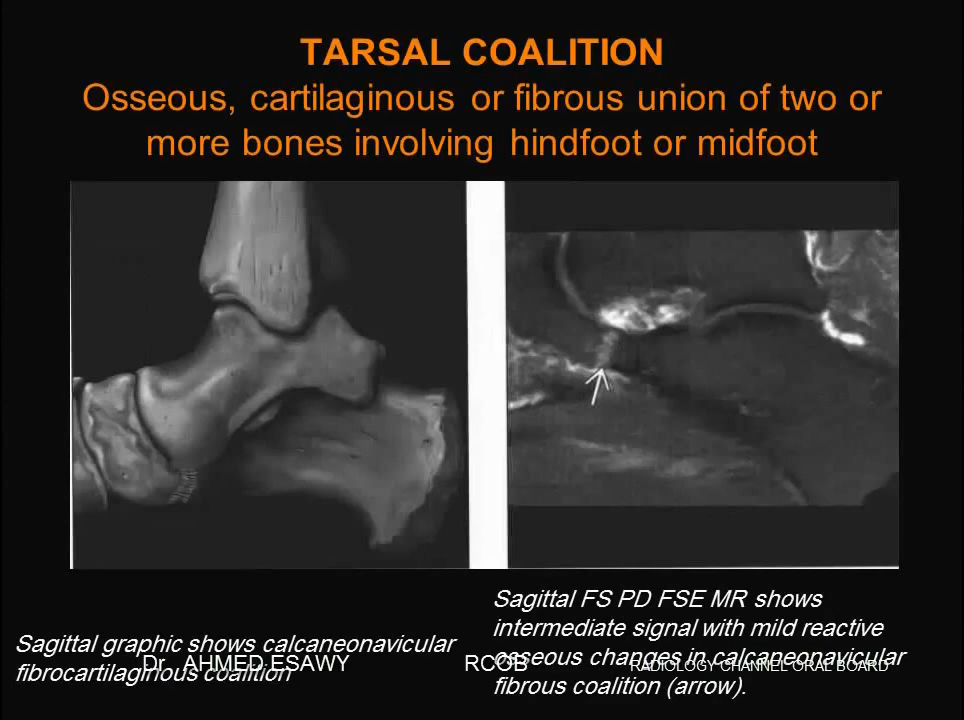 TARSAL COALITION
Osseous, cartilaginous or fibrous union of two or
more bones involving hindfoot or midfoot
Sagittal graphic shows calcaneonavicular
fibrocartilaginous coalition
Sagittal FS PD FSE MR shows
intermediate signal with mild reactive
osseous changes in calcaneonavicular
fibrous coalition (arrow).
Dr AHMED ESAWY
RCOB
RADIOLOGY CHANNEL ORAL BOARD